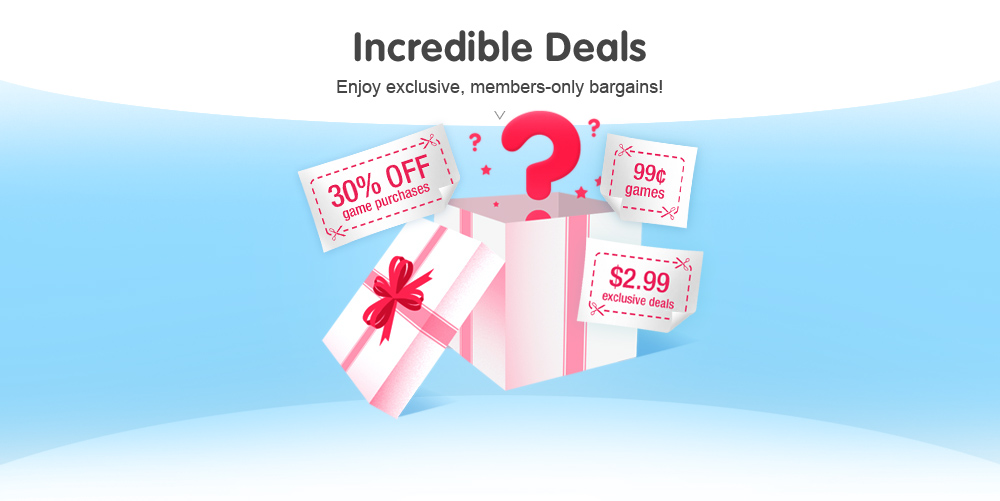 Incredible Deals
Enjoy exclusive, members-only bargains!
?
?
?
30% OFF
game purchases
99¢
games
$2.99
exclusive deals